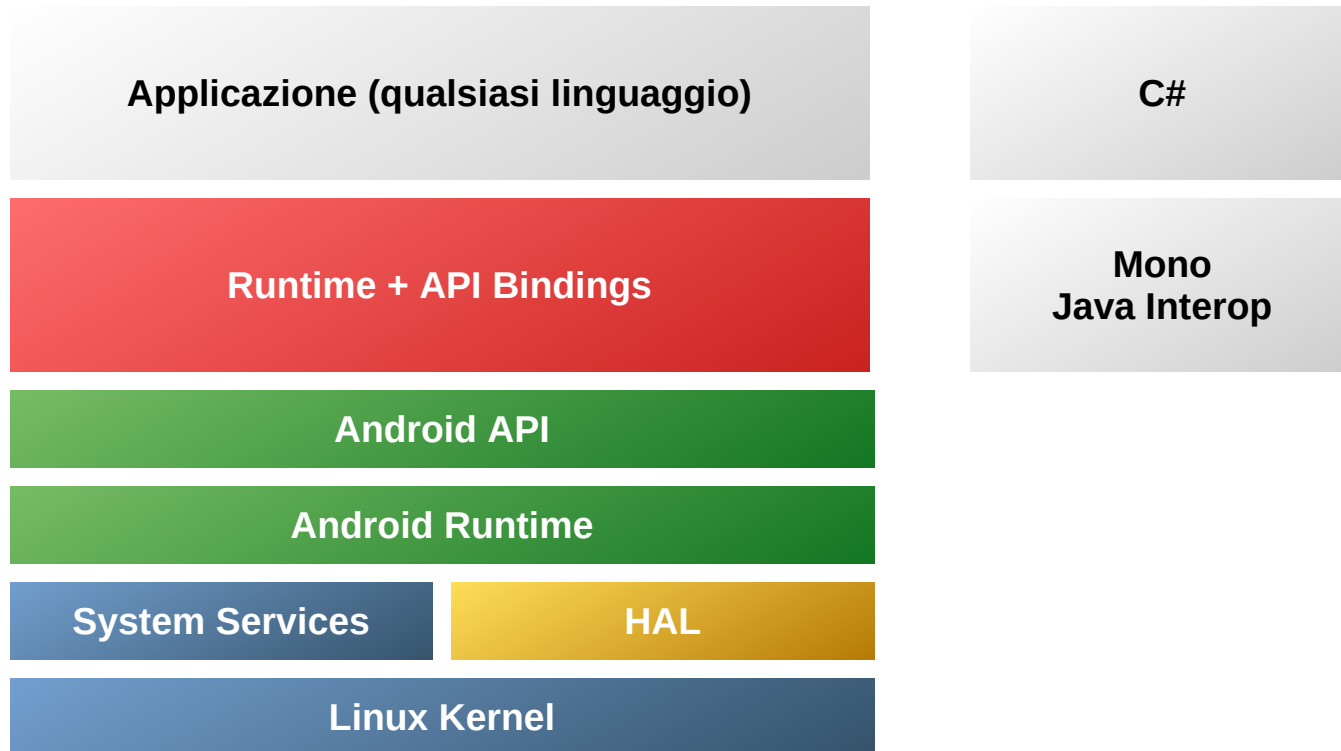 Applicazione (qualsiasi linguaggio)
C#
Runtime + API Bindings
Mono
Java Interop
Android API
Android Runtime
System Services
HAL
Linux Kernel